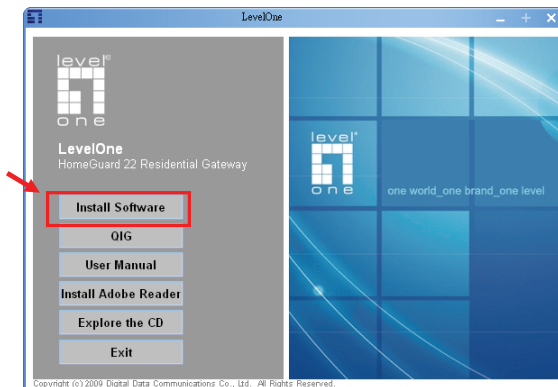 LevelOne
level®
one
LevelOne
HomeGuard 22 Residential Gateway
Install Software
QIG
User Manual
Install Adobe Reader
Explore the CD
Exit
level®
one
one world_one brand_one level
Copyright (c) 2009 Digital Data Communications Co., Ltd. All Rights Reserved.